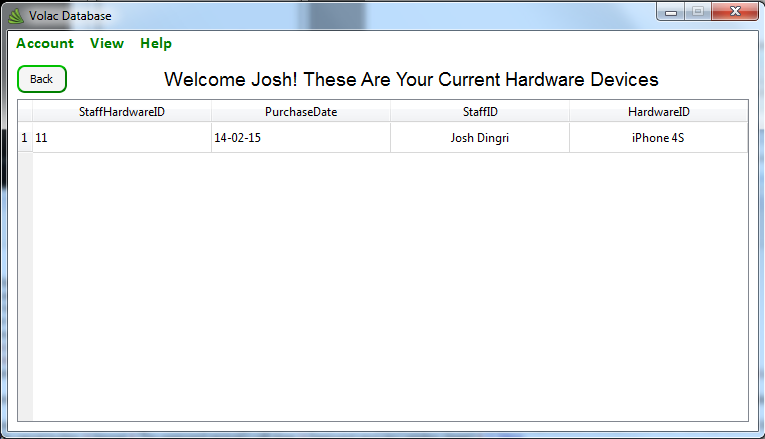 Volac Database
Account View Help
Back
Welcome Josh! These Are Your Current Hardware Devices
StaffHardwareID PurchaseDate StaffID HardwareID
1 11 14-02-15 Josh Dingri iPhone 4S